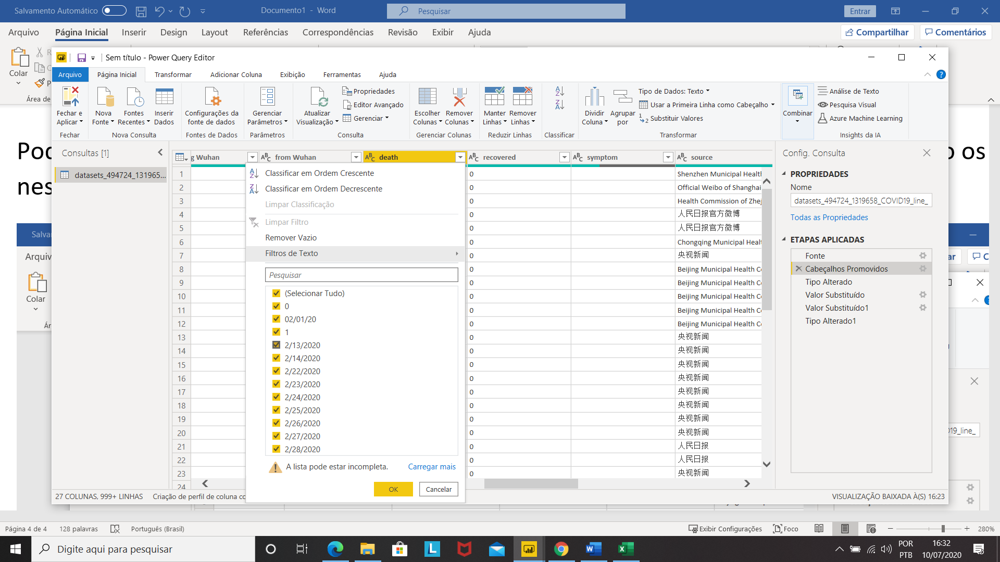 Salvamento Automático
Documento1 - Word
Pesquisar
Entrar
Arquivo Página Inicial Inserir Design Layout Referências Correspondências Revisão Exibir Ajuda
Compartilhar Comentários
Colar
Área de
Sem título - Power Query Editor
Arquivo Página Inicial Transformar Adicionar Coluna Exibição Ferramentas Ajuda
Fechar e Aplicar
Fechar
Nova Fonte
Fontes Recentes
Inserir Dados
Nova Consulta
Configurações da fonte de dados
Fontes de Dados
Gerenciar Parâmetros
Parâmetros
Atualizar Visualização
Propriedades
Editor Avançado
Gerenciar
Consulta
Escolher Colunas
Remover Colunas
Gerenciar Colunas
Manter Linhas
Remover Linhas
Reduzir Linhas
Classificar
Dividir Coluna
Agrupar por
Tipo de Dados: Texto
Usar a Primeira Linha como Cabeçalho
Substituir Valores
Transformar
Combinar
Análise de Texto
Pesquisa Visual
Azure Machine Learning
Insights da IA
Consultas [1]
datasets_494724_131965...
g Wuhan from Wuhan death recovered symptom source
1 0 Shenzhen Municipal Health
2 0 Official Weibo of Shanghai
3 0 Health Commission of Zhej
4 0 人民日报官方微博
5 0 人民日报官方微博
6 0 Chongqing Municipal Healt
7 0 央视新闻
8 0 Beijing Municipal Health Co
9 0 Beijing Municipal Health Co
10 0 Beijing Municipal Health Co
11 0 Beijing Municipal Health Co
12 0 Beijing Municipal Health Co
13 0 央视新闻
14 0 央视新闻
15 0 央视新闻
16 0 央视新闻
17 0 央视新闻
18 0 央视新闻
19 0 央视新闻
20 0 央视新闻
21 0 人民日报
22 0 人民日报
23 0 央视新闻
24
Classificar em Ordem Crescente
Classificar em Ordem Decrescente
Limpar Classificação
Limpar Filtro
Remover Vazio
Filtros de Texto
Pesquisar
(Selecionar Tudo)
0
02/01/20
1
2/13/2020
2/14/2020
2/22/2020
2/23/2020
2/24/2020
2/25/2020
2/26/2020
2/27/2020
2/28/2020
A lista pode estar incompleta. Carregar mais
OK Cancelar
Config. Consulta
PROPRIEDADES
Nome
datasets_494724_1319658_COVID19_line_
Todas as Propriedades
ETAPAS APLICADAS
Fonte
Cabeçalhos Promovidos
Tipo Alterado
Valor Substituído
Valor Substituído1
Tipo Alterado1
27 COLUNAS, 999+ LINHAS Criação de perfil de coluna co
VISUALIZAÇÃO BAIXADA À(S) 16:23
Poc
o os
nes
Salva
Arquiv
Colar
Ár
ar
C
019_line_
Página 4 de 4 128 palavras Português (Brasil)
Exibir Configurações Foco 280%
Digite aqui para pesquisar
POR
PTB
16:32
10/07/2020